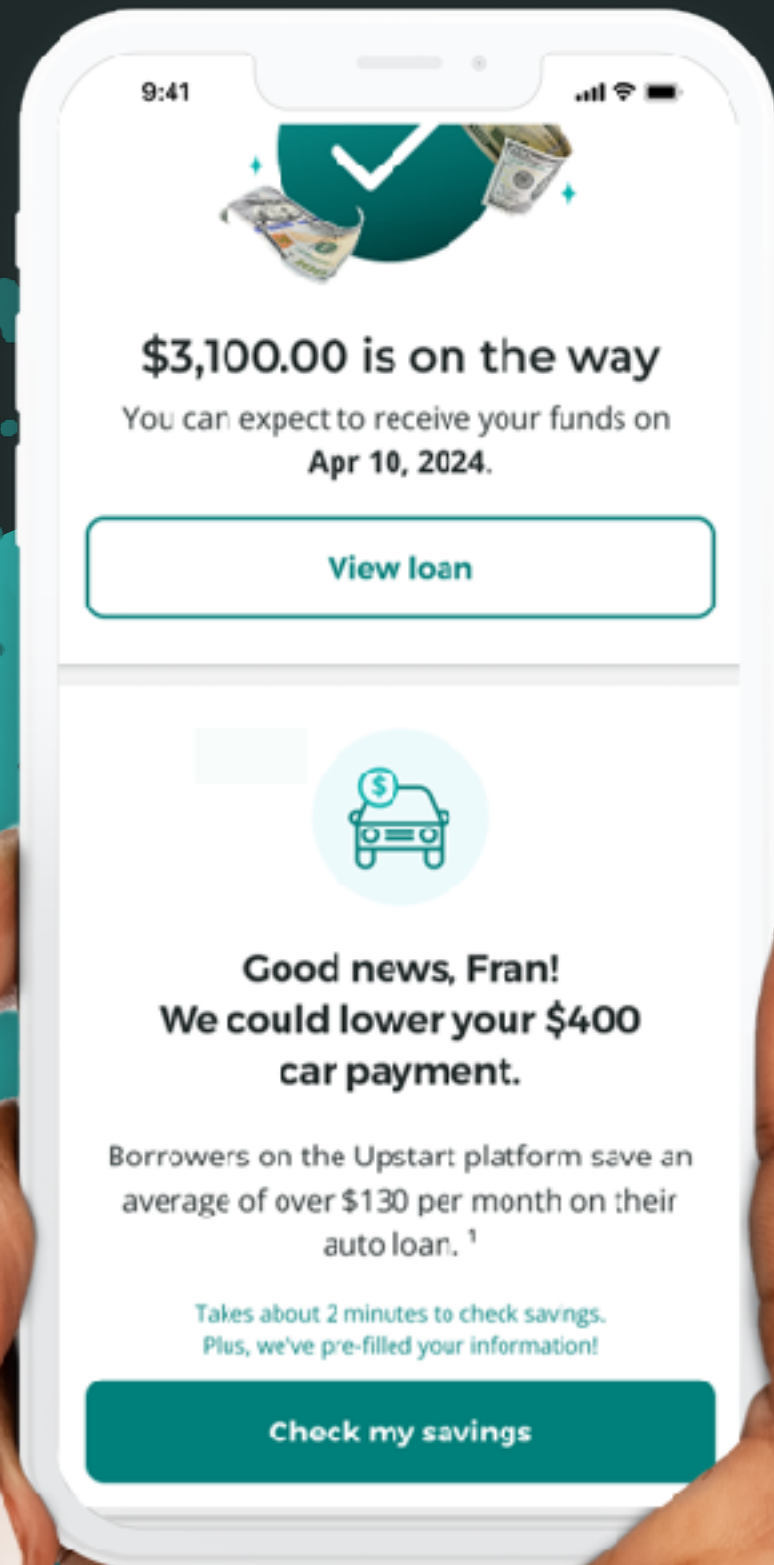 9:41
$3,100.00 is on the way
You can expect to receive your funds on
Apr 10, 2024.
View loan
$
Good news, Fran!
We could lower your $400
car payment.
Borrowers on the Upstart platform save an
average of over $130 per month on their
auto loan. ¹
Takes about 2 minutes to check savings.
Plus, we've pre-filled your information!
Check my savings